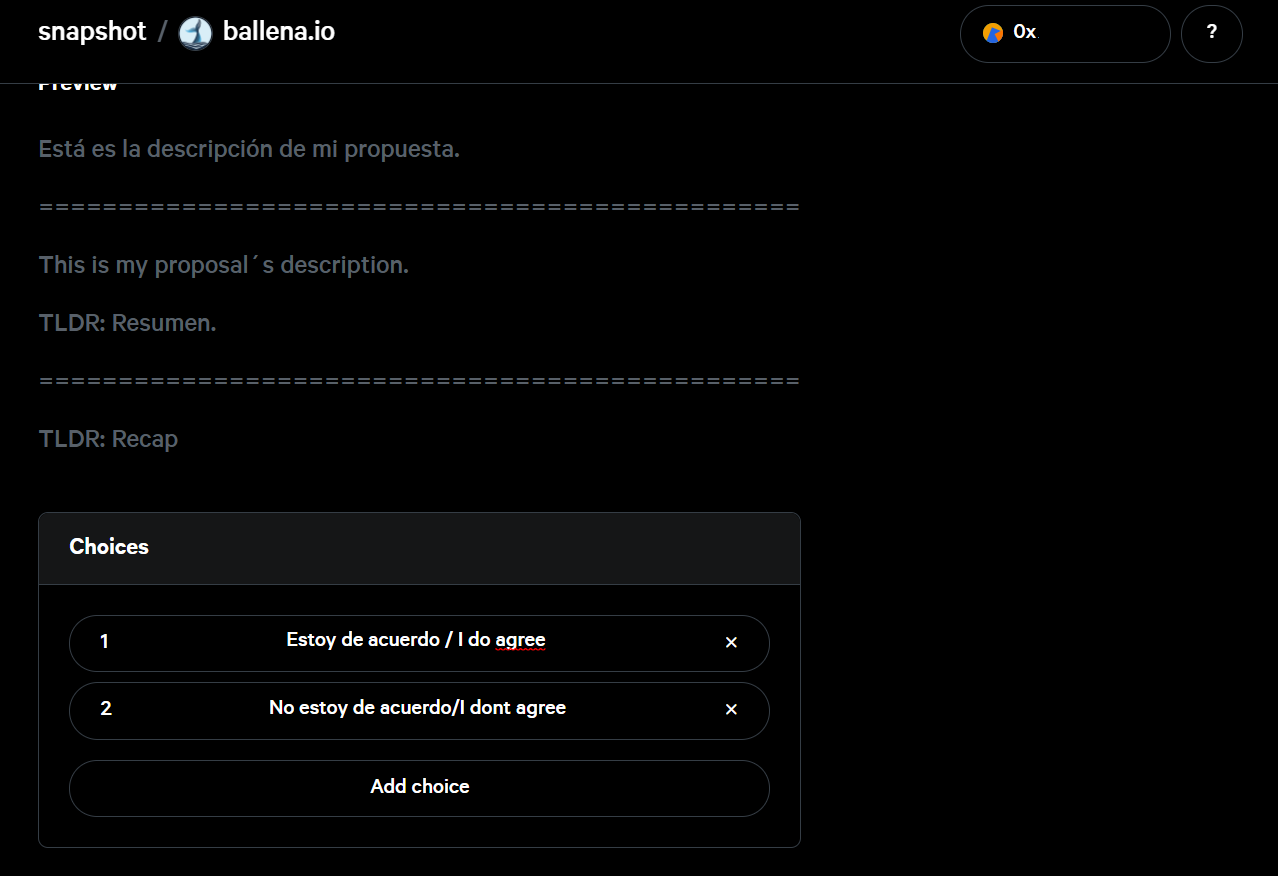 snapshot / ballena.io
0x.
?
Preview
Está es la descripción de mi propuesta.
================================================
This is my proposal´s description.
TLDR: Resumen.
================================================
TLDR: Recap
Choices
1 Estoy de acuerdo / I do agree ×
2 No estoy de acuerdo/I dont agree ×
Add choice